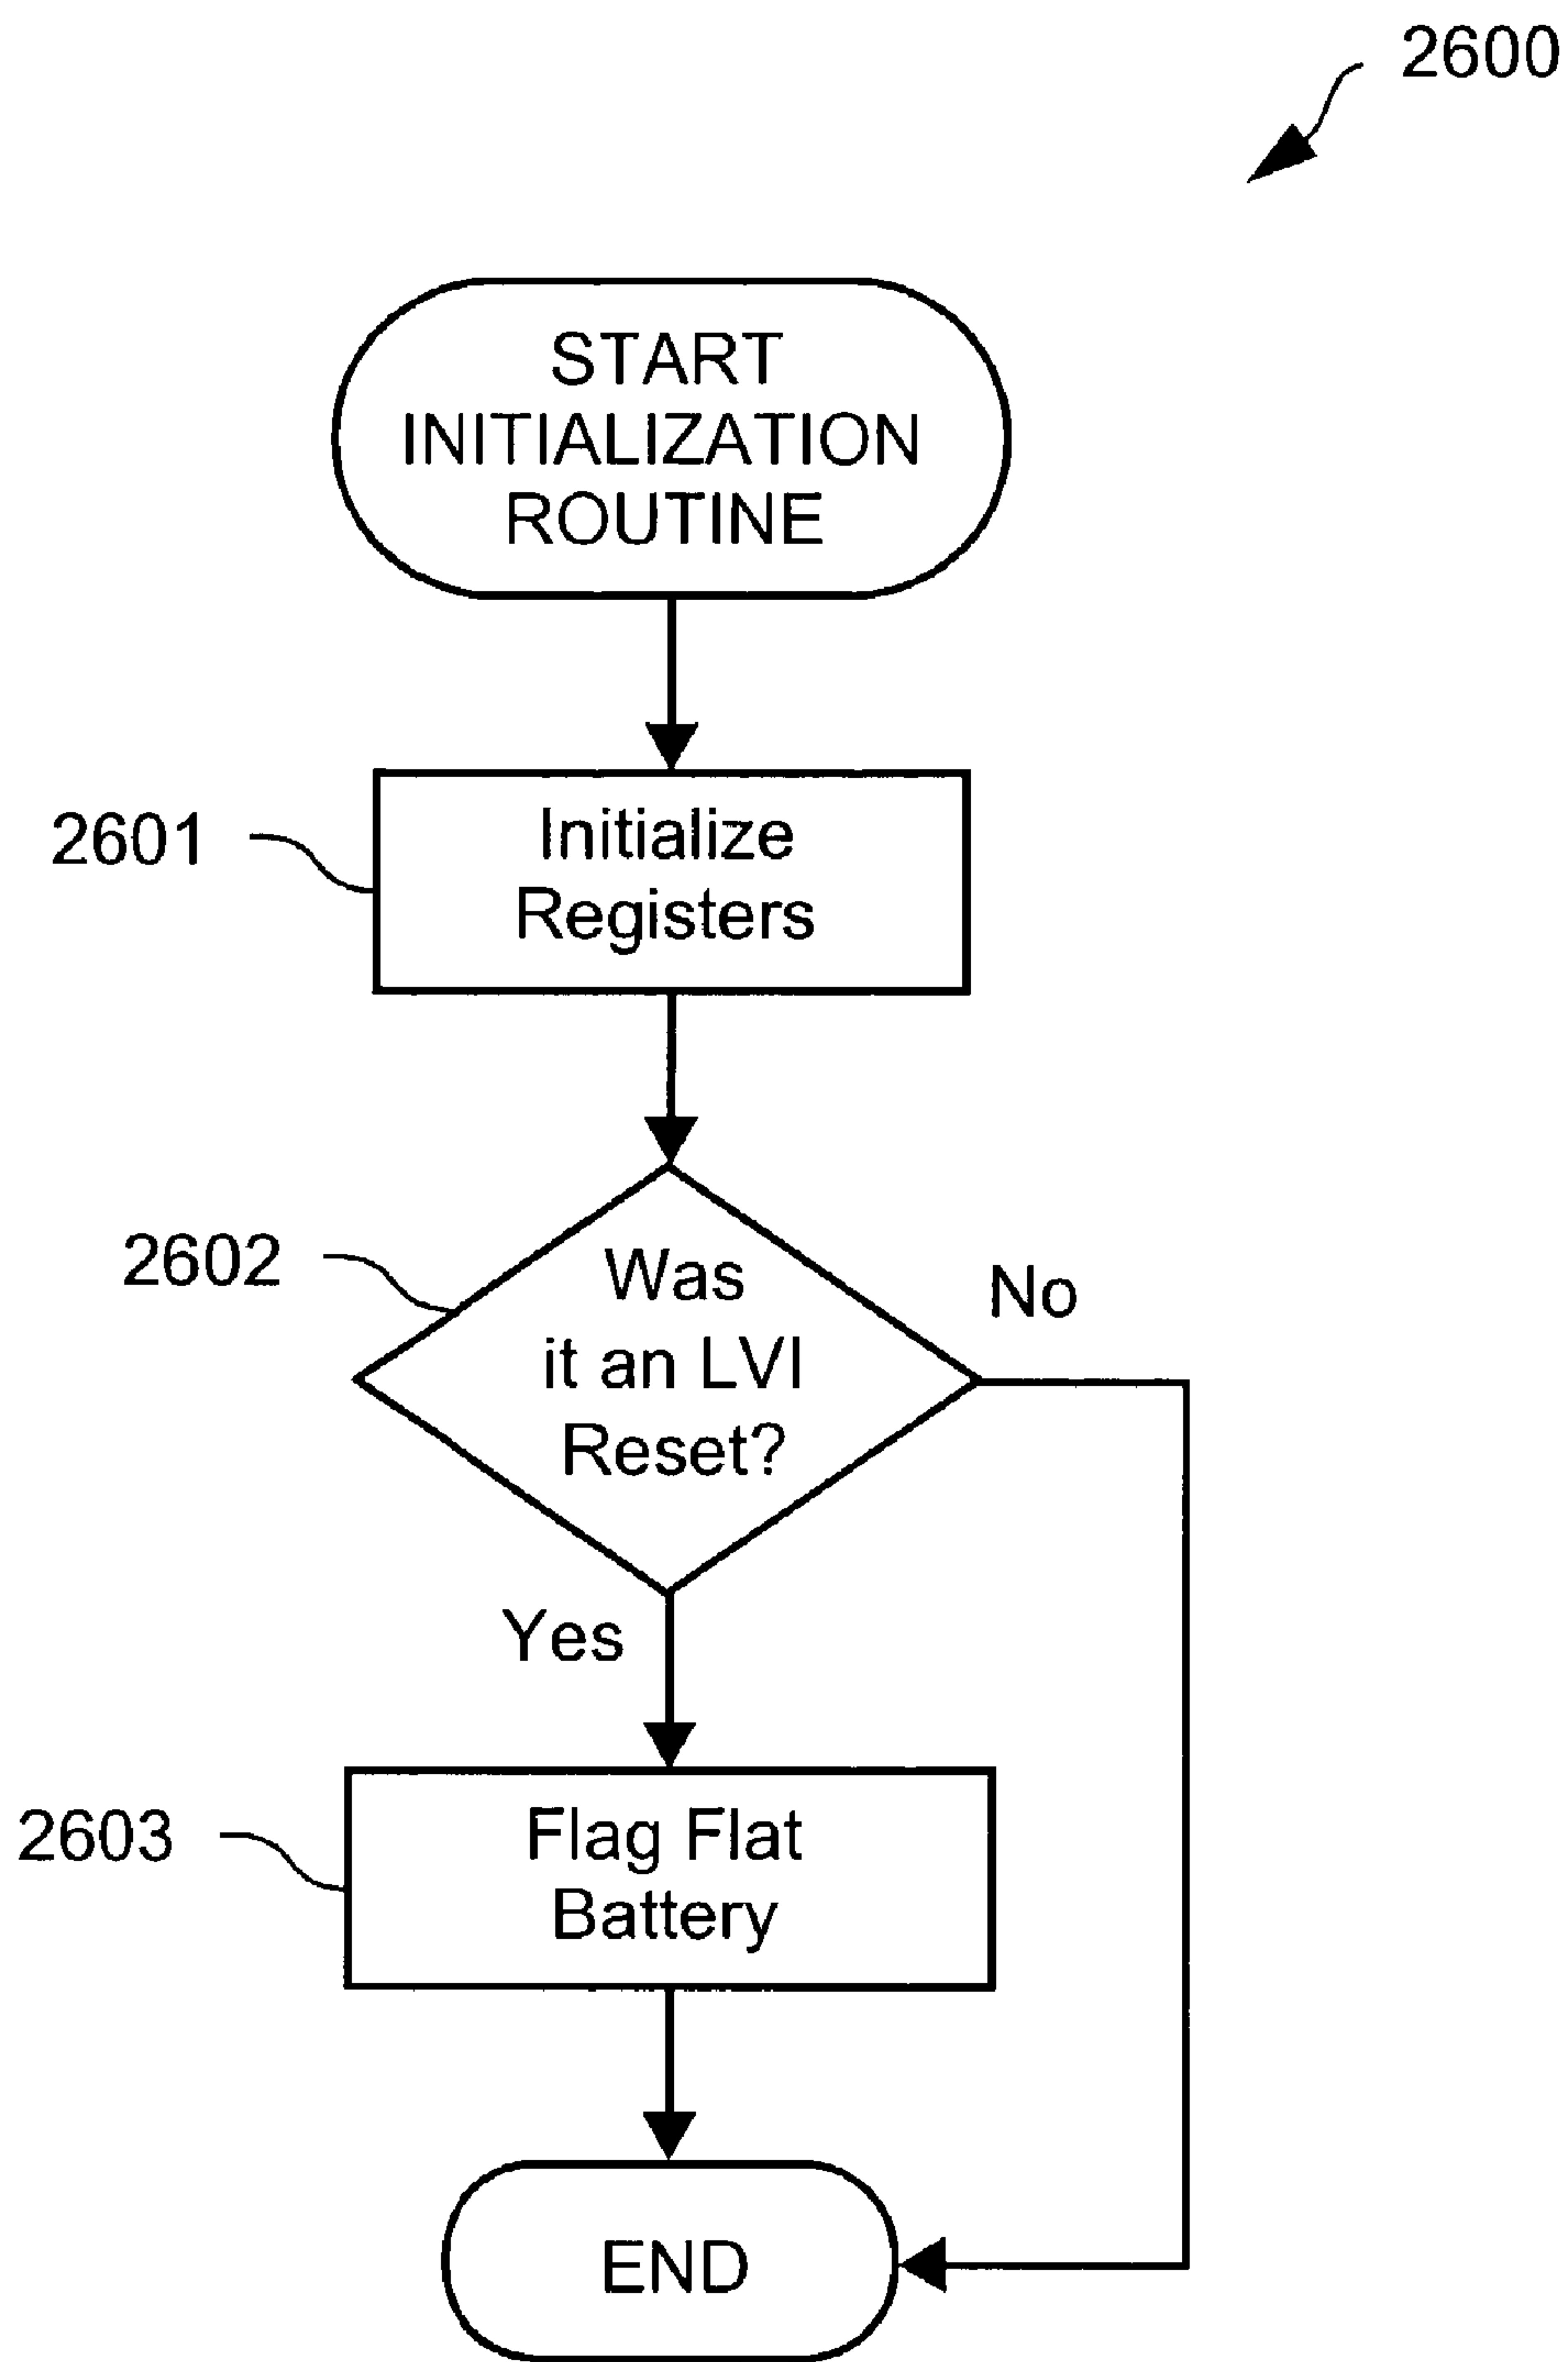 2600
START
INITIALIZATION
ROUTINE
2601
Initialize
Registers
2602
Was
it an LVI
Reset?
No
Yes
2603
Flag Flat
Battery
END